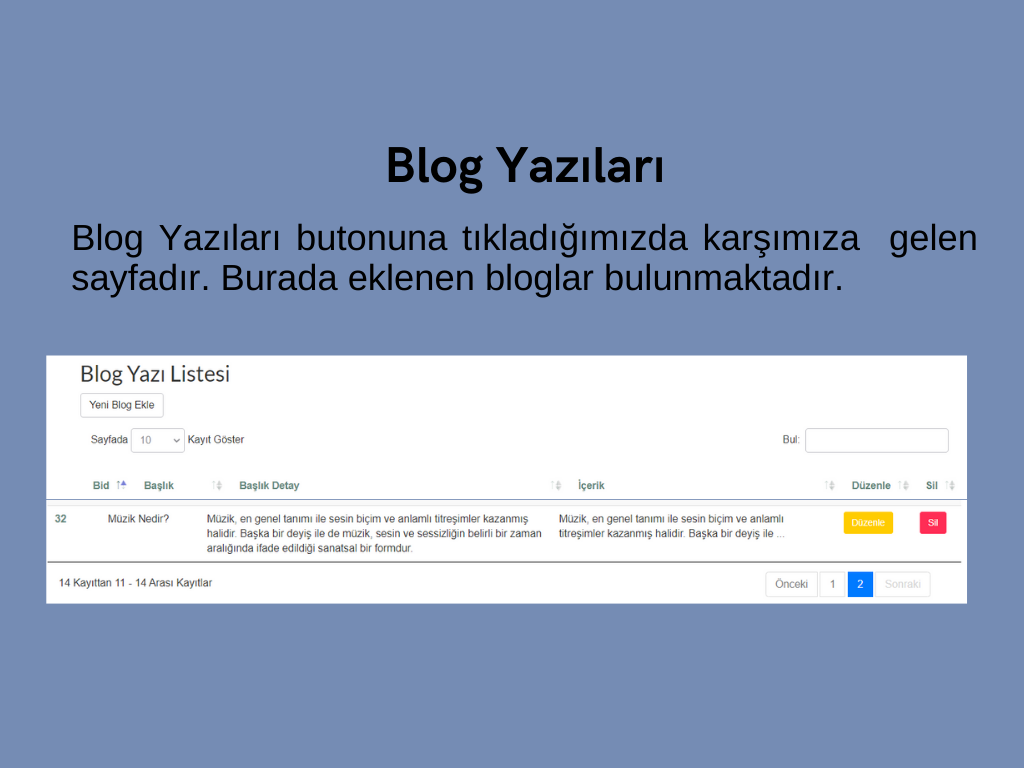 Blog Yazıları
Blog Yazıları butonuna tıkladığımızda karşımıza gelen
sayfadır. Burada eklenen bloglar bulunmaktadır.
Blog Yazı Listesi
Yeni Blog Ekle
Sayfada 10 Kayıt Göster
Bul:
Bid Başlık Başlık Detay İçerik Düzenle Sil
32 Müzik Nedir? Müzik, en genel tanımı ile sesin biçim ve anlamlı titreşimler kazanmış Müzik, en genel tanımı ile sesin biçim ve anlamlı Düzenle Sil
halidir. Başka bir deyiş ile de müzik, sesin ve sessizliğin belirli bir zaman titreşimler kazanmış halidir. Başka bir deyiş ile ...
aralığında ifade edildiği sanatsal bir formdur.
14 Kayıttan 11 - 14 Arası Kayıtlar
Önceki 1 2 Sonraki